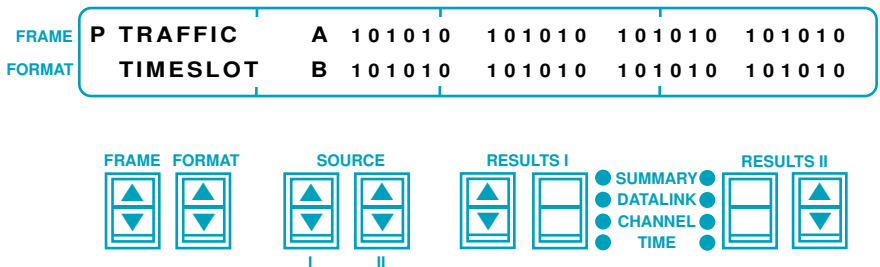 FRAME P TRAFFIC A 101010 101010 101010 101010
FORMAT TIMESLOT B 101010 101010 101010 101010
FRAME FORMAT SOURCE RESULTS I RESULTS II
SUMMARY
DATALINK
CHANNEL
TIME
I II